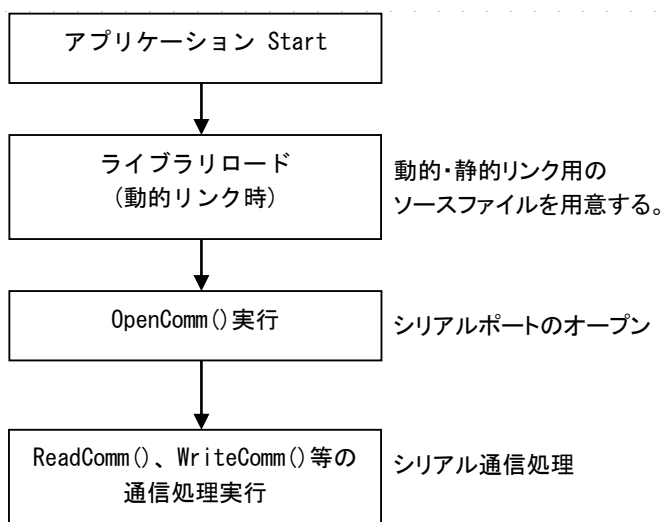 アプリケーション Start
ライブラリロード
(動的リンク時)
動的・静的リンク用の
ソースファイルを用意する。
OpenComm()実行
シリアルポートのオープン
ReadComm()、WriteComm()等の
通信処理実行
シリアル通信処理